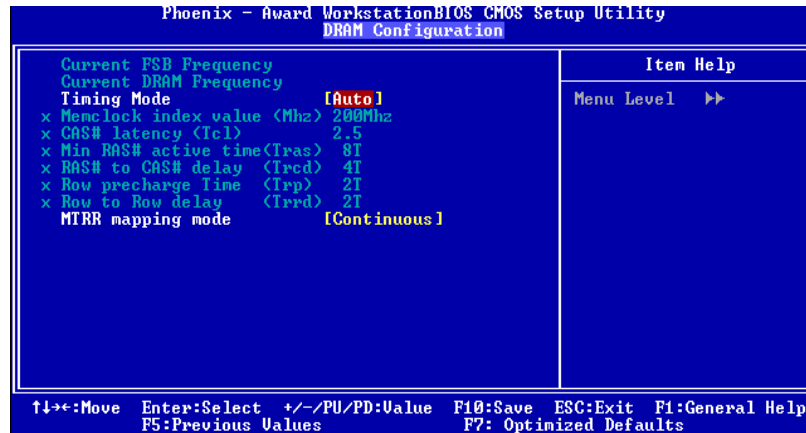 Phoenix - Award WorkstationBIOS CMOS Setup Utility
DRAM Configuration
Current FSB Frequency
Current DRAM Frequency
Timing Mode [Auto]
x Memclock index value (Mhz) 200Mhz
x CAS# latency (Tcl) 2.5
x Min RAS# active time(Tras) 8T
x RAS# to CAS# delay (Trcd) 4T
x Row precharge Time (Trp) 2T
x Row to Row delay (Trrd) 2T
MTRR mapping mode [Continuous]
Item Help
Menu Level ▸▸
↑↓→←:Move Enter:Select +/-/PU/PD:Value F10:Save ESC:Exit F1:General Help
F5:Previous Values F7: Optimized Defaults